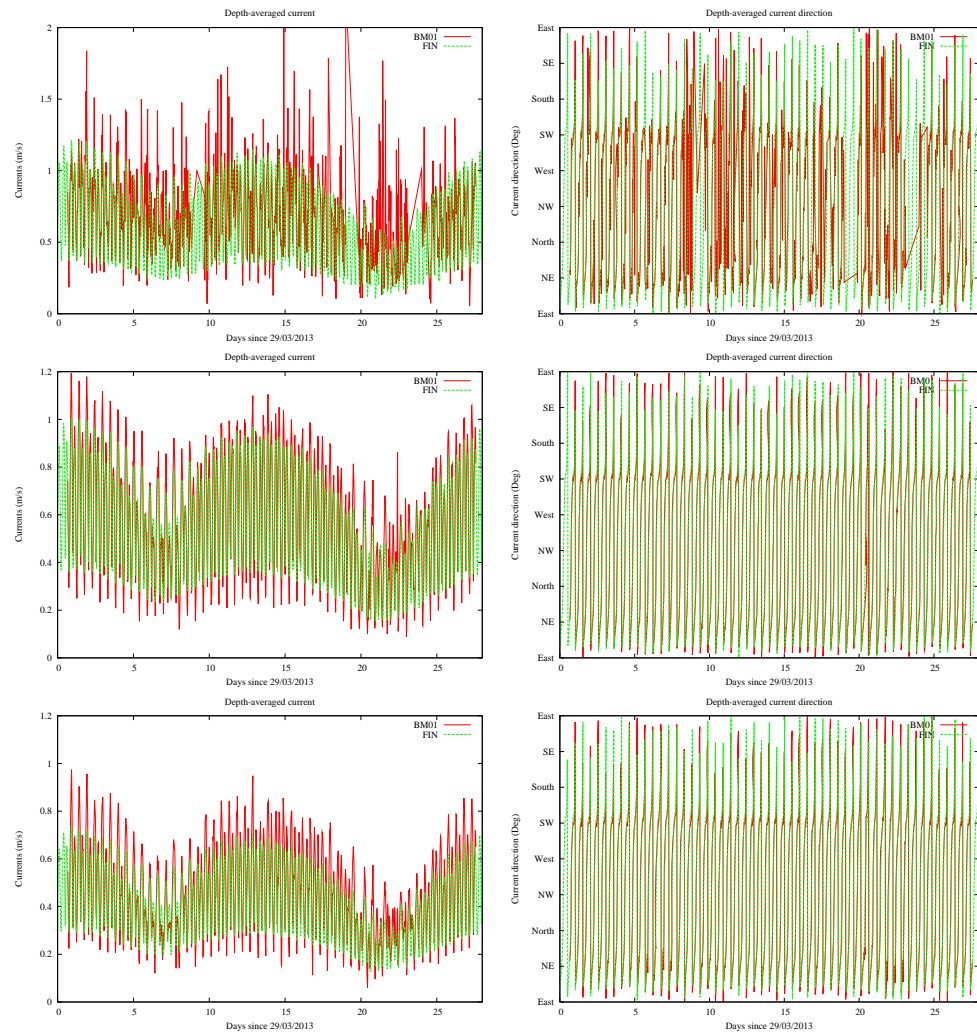 Depth-averaged current
Currents (m/s)
2
1.5
1
0.5
0
BM01
FIN
0 5 10 15 20 25
Days since 29/03/2013
Depth-averaged current direction
Current direction (Deg)
East
SE
South
SW
West
NW
North
NE
East
BM01
FIN
0 5 10 15 20 25
Days since 29/03/2013
Depth-averaged current
Currents (m/s)
1.2
1
0.8
0.6
0.4
0.2
0
BM01
FIN
0 5 10 15 20 25
Days since 29/03/2013
Depth-averaged current direction
Current direction (Deg)
East
SE
South
SW
West
NW
North
NE
East
BM01
FIN
0 5 10 15 20 25
Days since 29/03/2013
Depth-averaged current
Currents (m/s)
1.2
1
0.8
0.6
0.4
0.2
0
BM01
FIN
0 5 10 15 20 25
Days since 29/03/2013
Depth-averaged current direction
Current direction (Deg)
East
SE
South
SW
West
NW
North
NE
East
BM01
FIN
0 5 10 15 20 25
Days since 29/03/2013